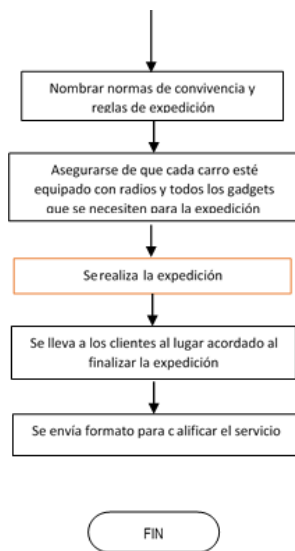 Nombrar normas de convivencia y
reglas de expedición
Asegurarse de que cada carro esté
equipado con radios y todos los gadgets
que se necesiten para la expedición
Se realiza la expedición
Se lleva a los clientes al lugar acordado al
finalizar la expedición
Se envía formato para c alificar el servicio
FIN